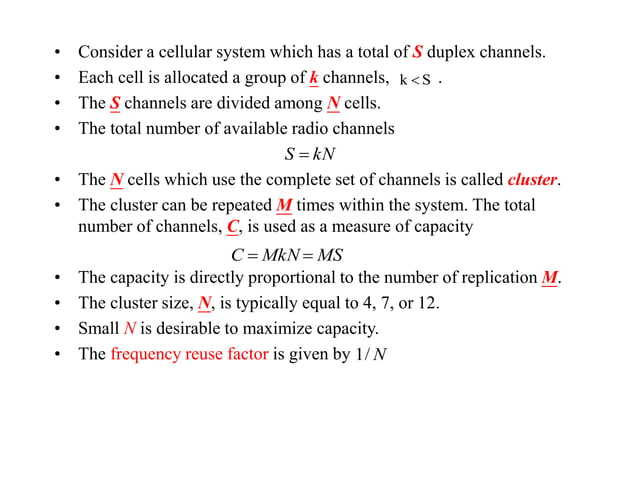 • Consider a cellular system which has a total of S duplex channels.
• Each cell is allocated a group of k channels, k < S .
• The S channels are divided among N cells.
• The total number of available radio channels
S = kN
• The N cells which use the complete set of channels is called cluster.
• The cluster can be repeated M times within the system. The total
number of channels, C, is used as a measure of capacity
C = MkN = MS
• The capacity is directly proportional to the number of replication M.
• The cluster size, N, is typically equal to 4, 7, or 12.
• Small N is desirable to maximize capacity.
• The frequency reuse factor is given by 1/ N